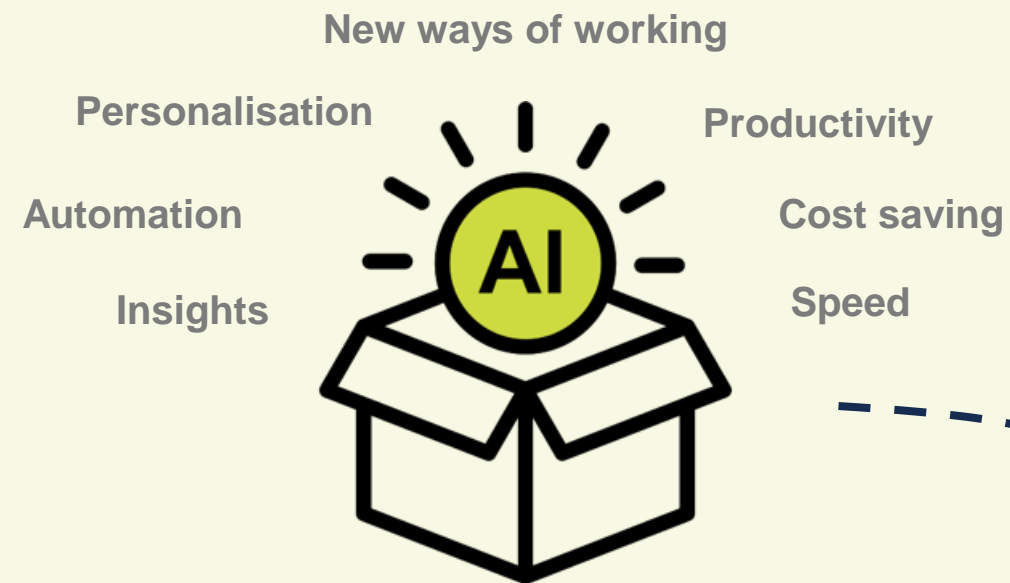 New ways of working
Personalisation
Productivity
Automation
Cost saving
AI
Insights
Speed